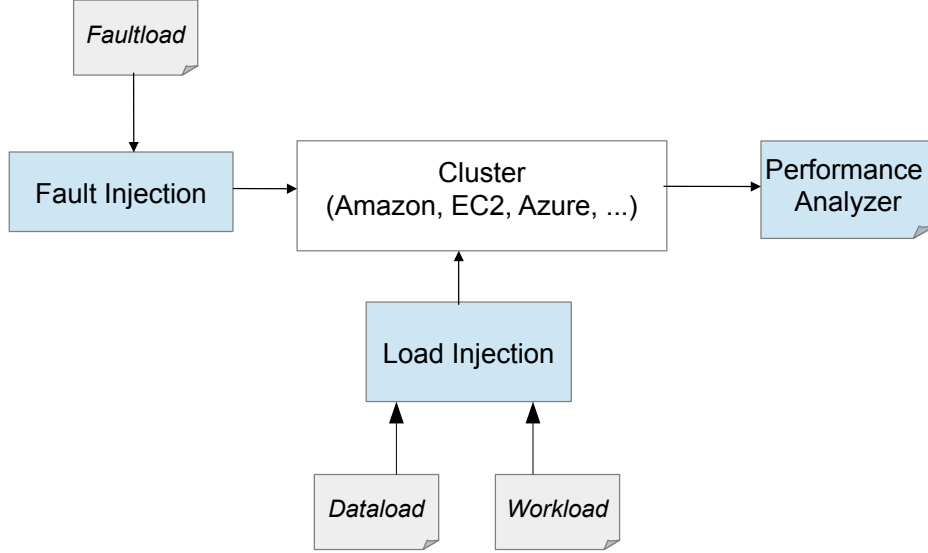 Faultload
Fault Injection
Cluster
(Amazon, EC2, Azure, ...)
Performance
Analyzer
Load Injection
Dataload
Workload